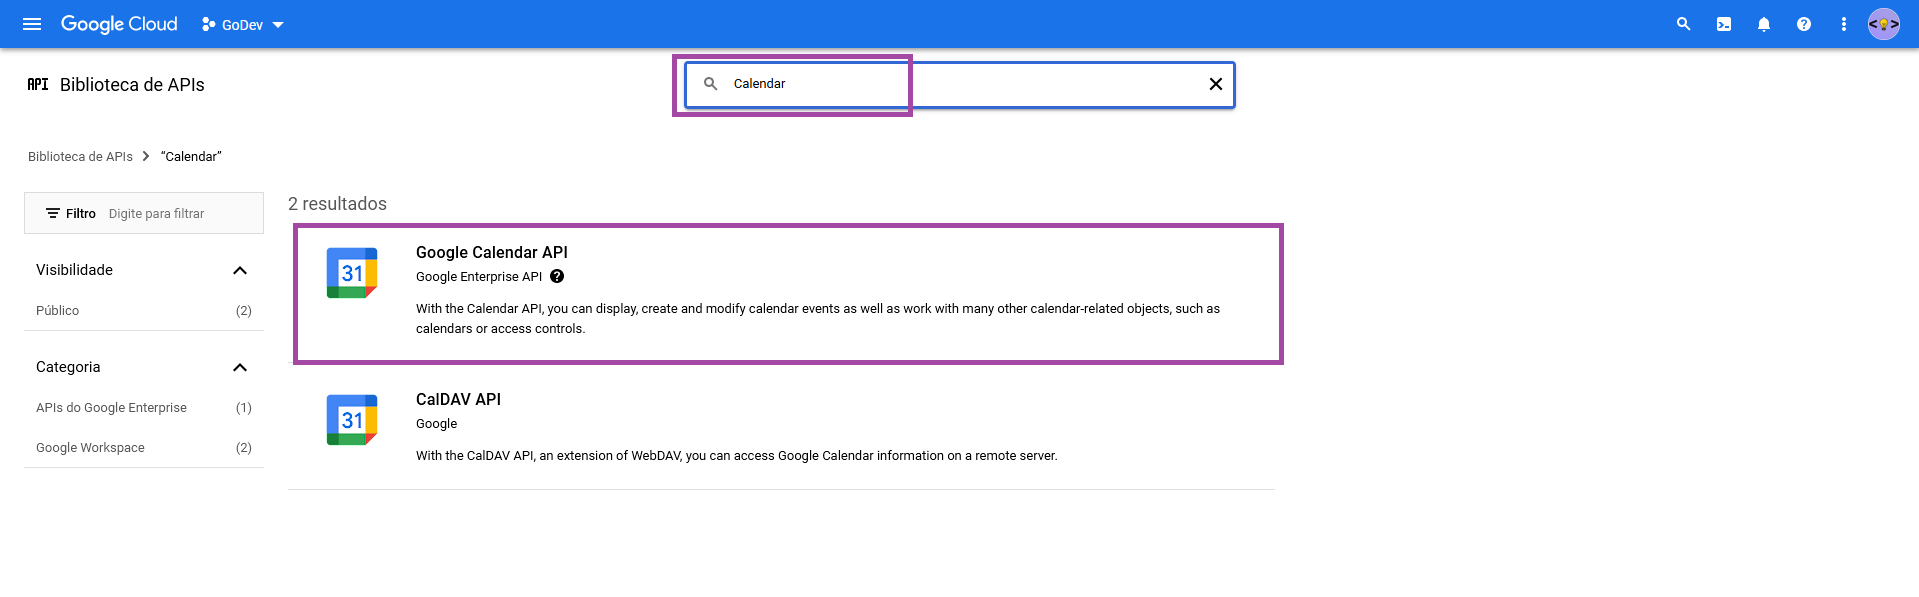 Google Cloud
GoDev
API Biblioteca de APIs
Calendar
Biblioteca de APIs
“Calendar”
Filtro Digite para filtrar
Visibilidade
Público (2)
Categoria
APIs do Google Enterprise (1)
Google Workspace (2)
2 resultados
31
Google Calendar API
Google Enterprise API
With the Calendar API, you can display, create and modify calendar events as well as work with many other calendar-related objects, such as
calendars or access controls.
31
CalDAV API
Google
With the CalDAV API, an extension of WebDAV, you can access Google Calendar information on a remote server.